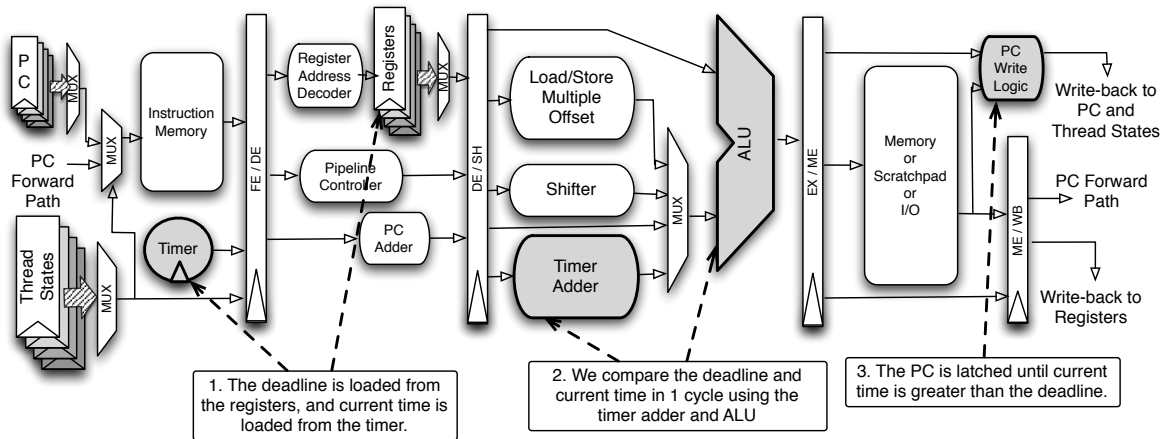 P
C
MUX
MUX
PC
Forward
Path
Thread
States
MUX
Instruction
Memory
Timer
FE / DE
Register
Address
Decoder
Registers
MUX
Pipeline
Controller
PC
Adder
DE / SH
Load/Store
Multiple
Offset
Shifter
Timer
Adder
MUX
ALU
EX / ME
Memory
or
Scratchpad
or
I/O
PC
Write
Logic
ME / WB
Write-back to
PC and
Thread States
PC Forward
Path
Write-back to
Registers
1. The deadline is loaded from
the registers, and current time is
loaded from the timer.
2. We compare the deadline and
current time in 1 cycle using the
timer adder and ALU
3. The PC is latched until current
time is greater than the deadline.